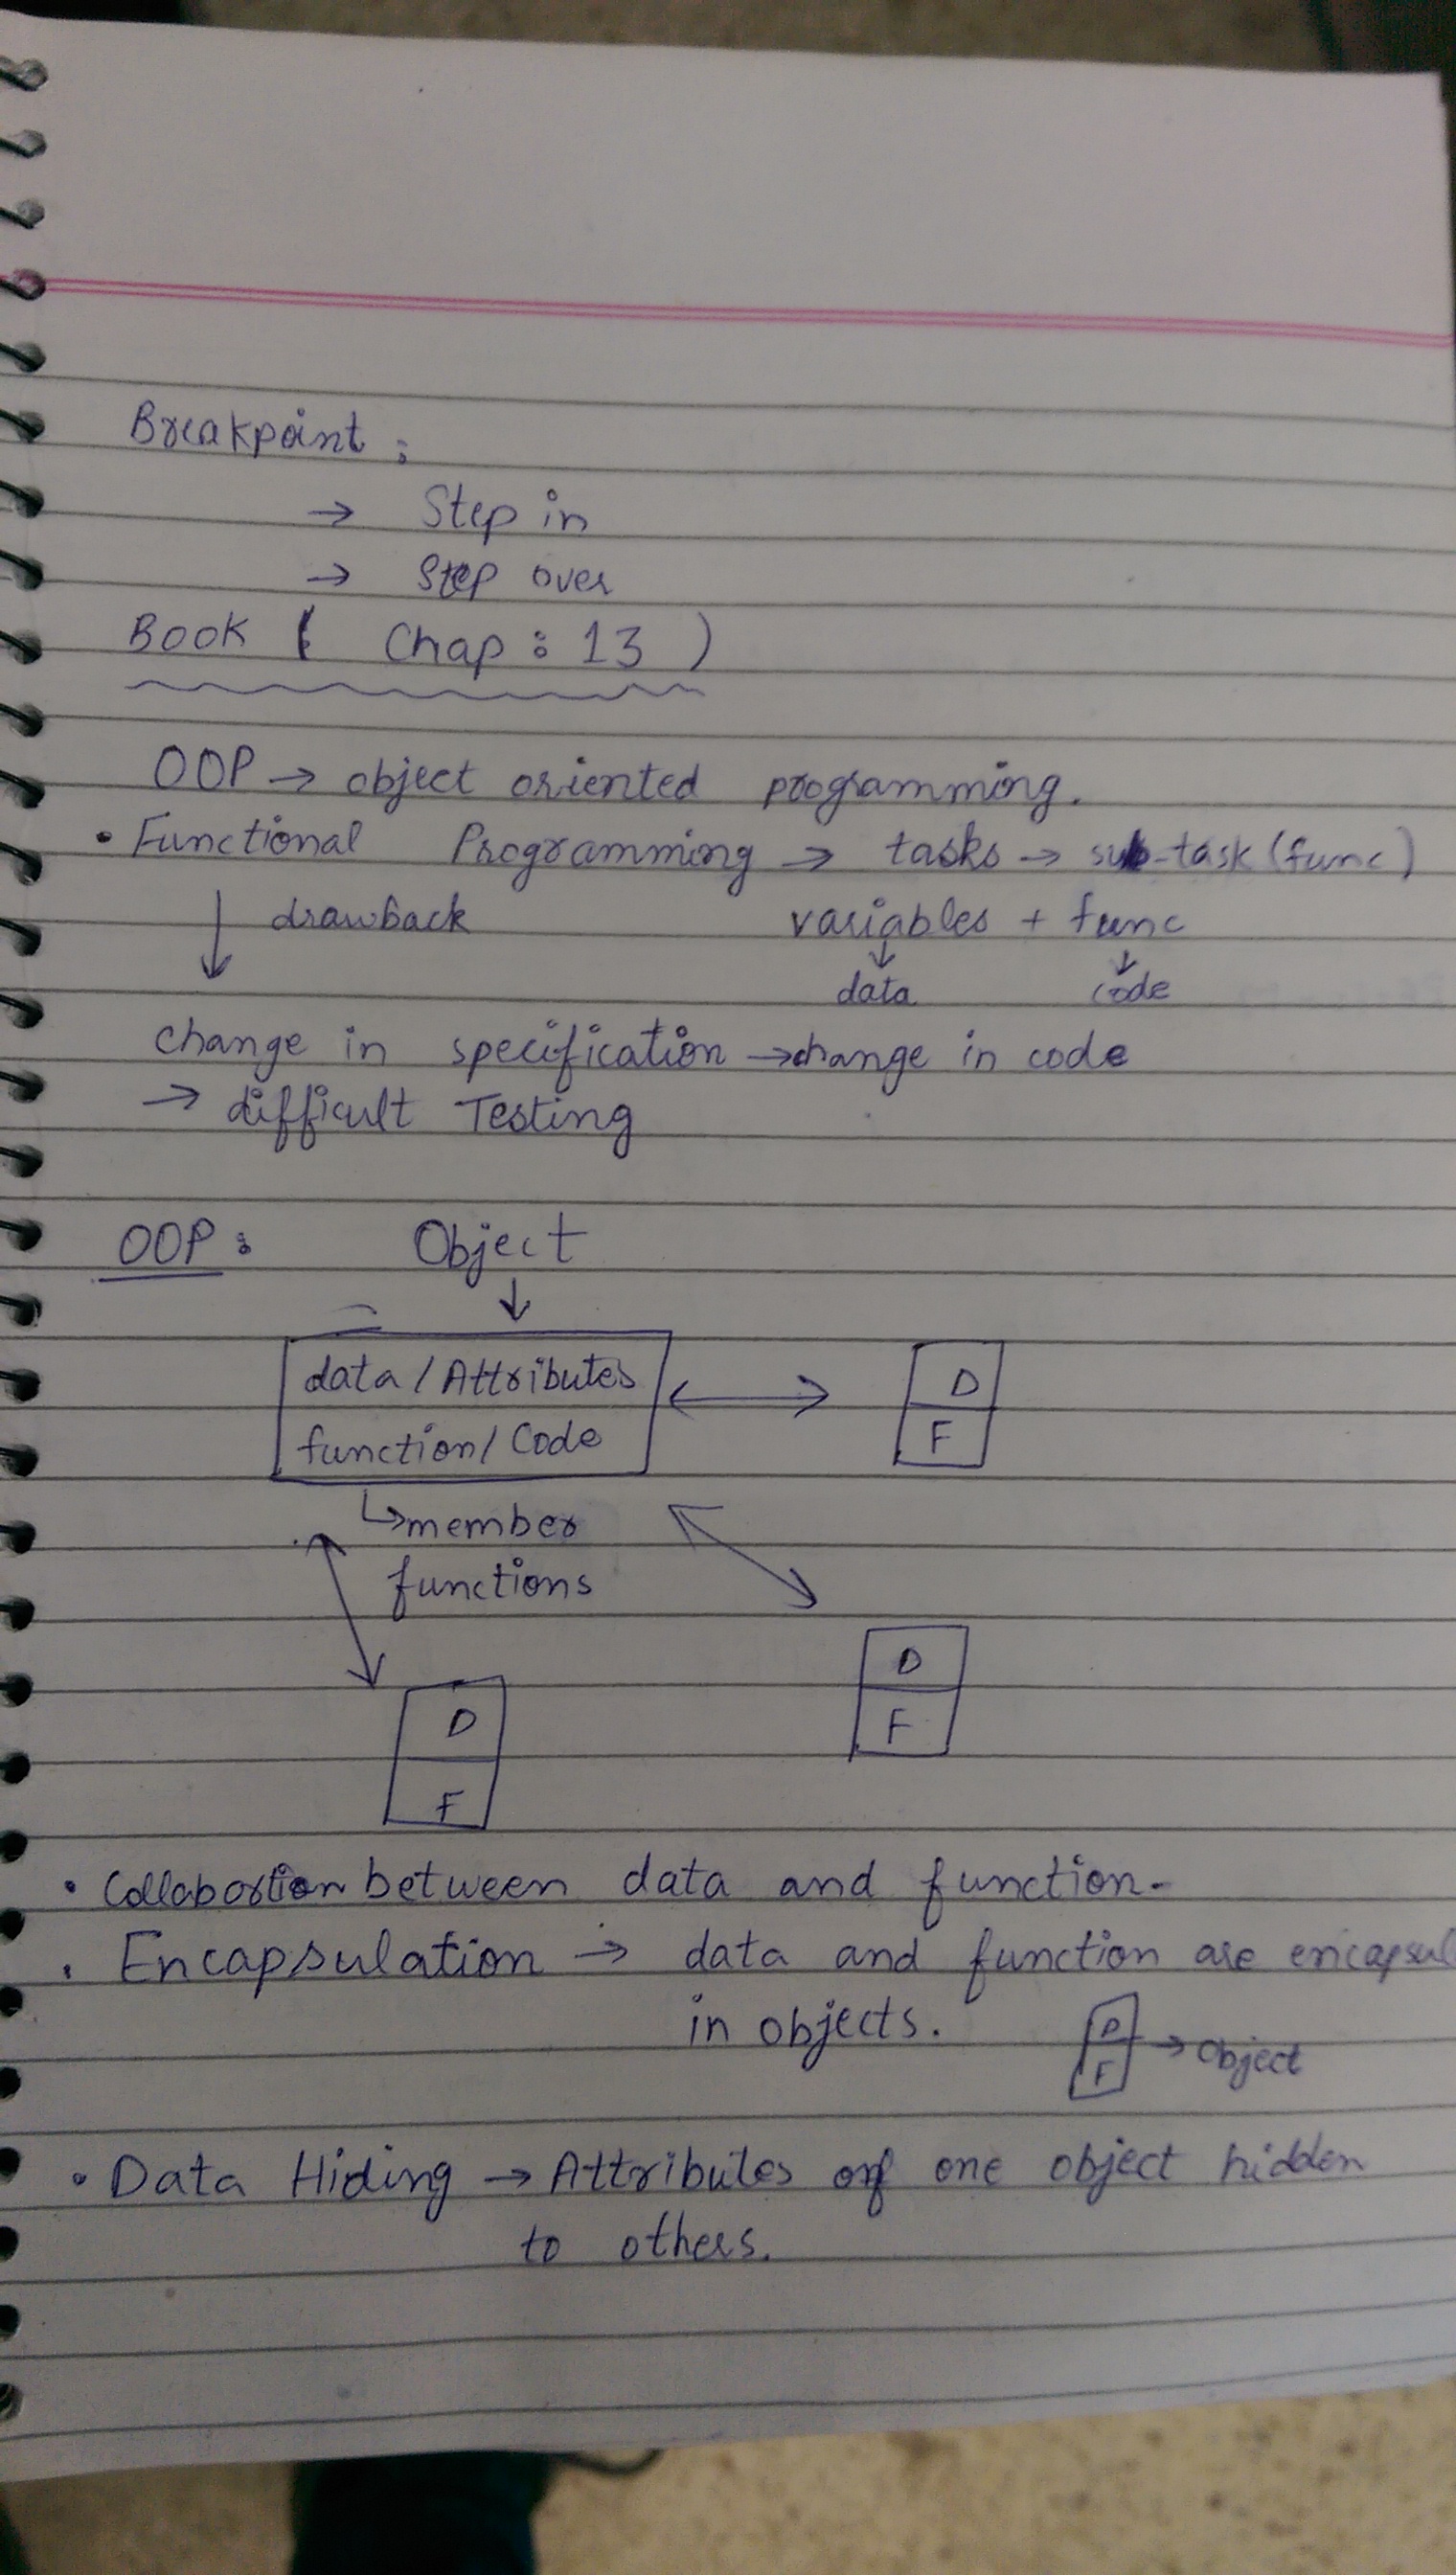 Breakpoint :
→ Step in
→ Step over
Book ( Chap : 13 )
OOP → object oriented programming.
• Functional Programming → tasks → sub-task (func)
↓ drawback variables + func
↓ ↓
data code
change in specification → change in code
→ difficult Testing
OOP : Object
↓
data / Attributes ↔ D
function / Code F
↳ member
functions
D
F
D
F
• Collabortion between data and function.
• Encapsulation → data and function are encapsul
in objects.
D
F → Object
• Data Hiding → Attributes of one object hidden
to others.